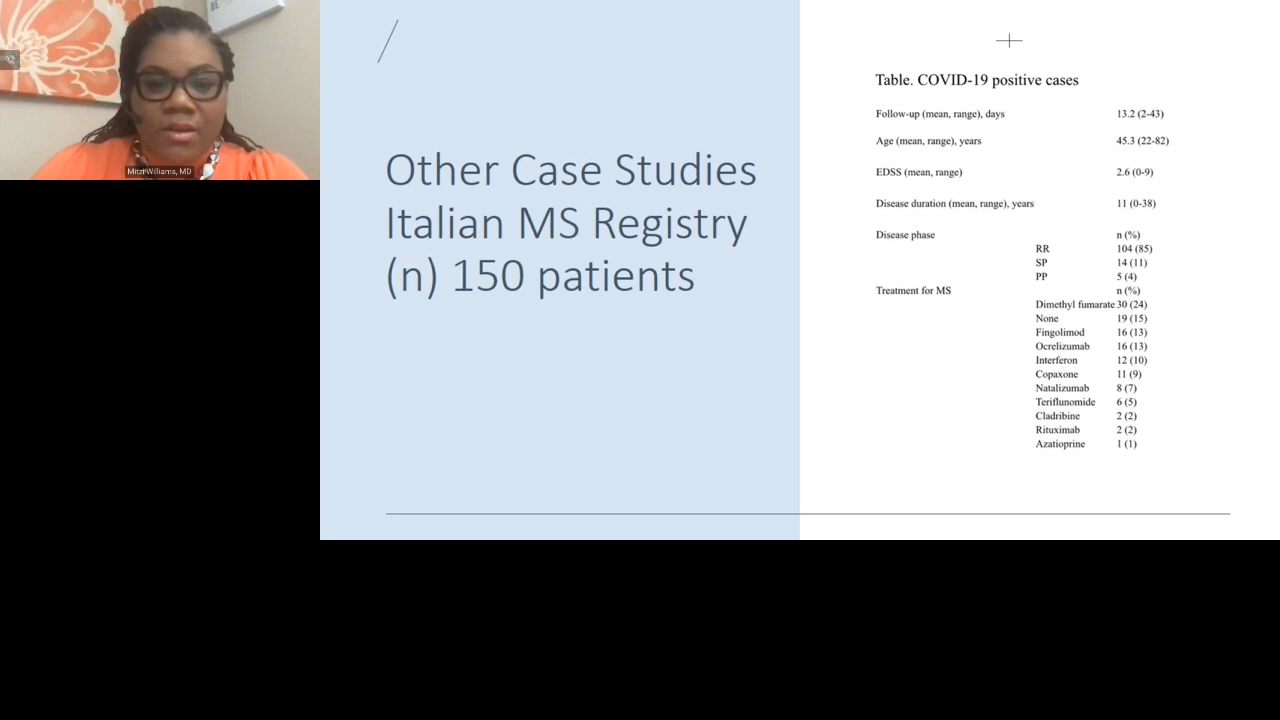 BE
Mitzi Williams, MD
Other Case Studies
Italian MS Registry
(n) 150 patients
Table. COVID-19 positive cases
Follow-up (mean, range), days 13.2 (2-43)
Age (mean, range), years 45.3 (22-82)
EDSS (mean, range) 2.6 (0-9)
Disease duration (mean, range), years 11 (0-38)
Disease phase n (%)
RR 104 (85)
SP 14 (11)
PP 5 (4)
Treatment for MS n (%)
Dimethyl fumarate 30 (24)
None 19 (15)
Fingolimod 16 (13)
Ocrelizumab 16 (13)
Interferon 12 (10)
Copaxone 11 (9)
Natalizumab 8 (7)
Teriflunomide 6 (5)
Cladribine 2 (2)
Rituximab 2 (2)
Azatioprine 1 (1)